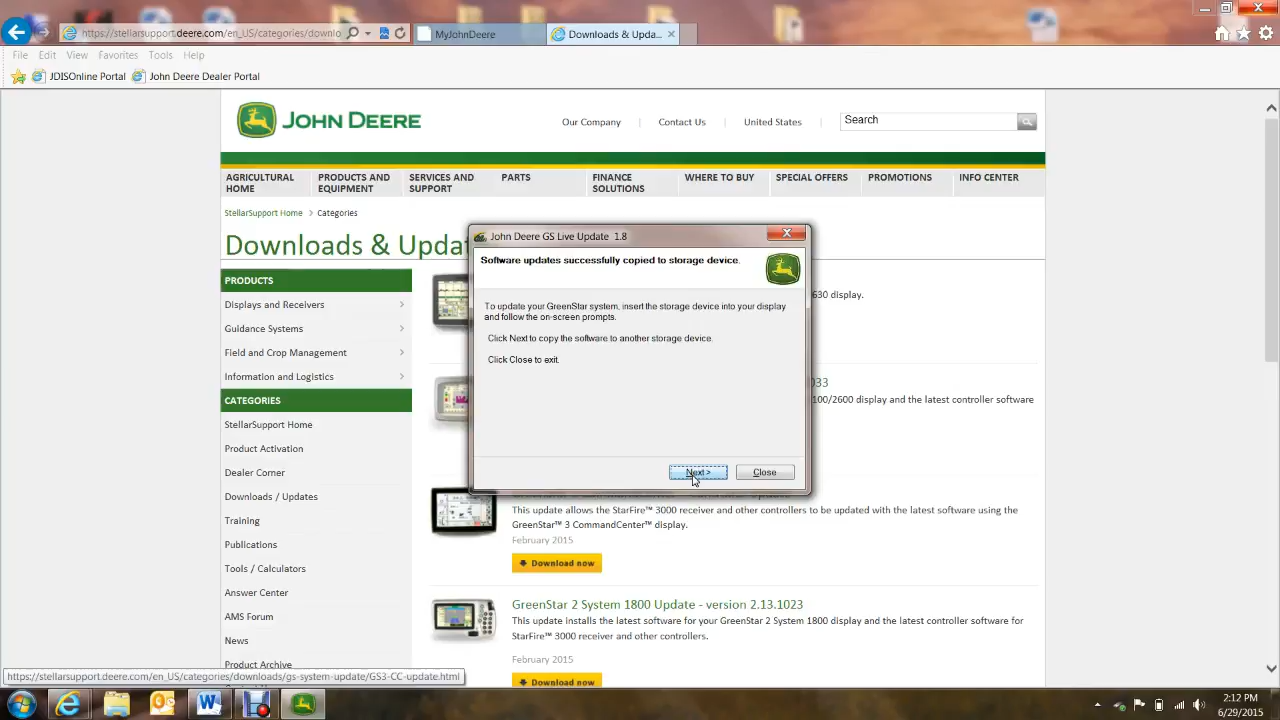 https://stellarsupport.deere.com/en_US/categories/downlo
MyJohnDeere
Downloads & Upda...
File Edit View Favorites Tools Help
JDISOnline Portal John Deere Dealer Portal
JOHN DEERE
Our Company | Contact Us | United States | Search
AGRICULTURAL HOME
PRODUCTS AND EQUIPMENT
SERVICES AND SUPPORT
PARTS
FINANCE SOLUTIONS
WHERE TO BUY
SPECIAL OFFERS
PROMOTIONS
INFO CENTER
StellarSupport Home > Categories
Downloads & Updat
PRODUCTS
Displays and Receivers
Guidance Systems
Field and Crop Management
Information and Logistics
CATEGORIES
StellarSupport Home
Product Activation
Dealer Corner
Downloads / Updates
Training
Publications
Tools / Calculators
Answer Center
AMS Forum
News
Product Archive
John Deere GS Live Update 1.8
Software updates successfully copied to storage device.
To update your GreenStar system, insert the storage device into your display
and follow the on-screen prompts.
Click Next to copy the software to another storage device.
Click Close to exit.
Next >
Close
630 display.
033
100/2600 display and the latest controller software
This update allows the StarFire™ 3000 receiver and other controllers to be updated with the latest software using the
GreenStar™ 3 CommandCenter™ display.
February 2015
Download now
GreenStar 2 System 1800 Update - version 2.13.1023
This update installs the latest software for your GreenStar 2 System 1800 display and the latest controller software for
StarFire™ 3000 receiver and other controllers.
February 2015
Download now
https://stellarsupport.deere.com/en_US/categories/downloads/gs-system-update/GS3-CC-update.html
2:12 PM
6/29/2015